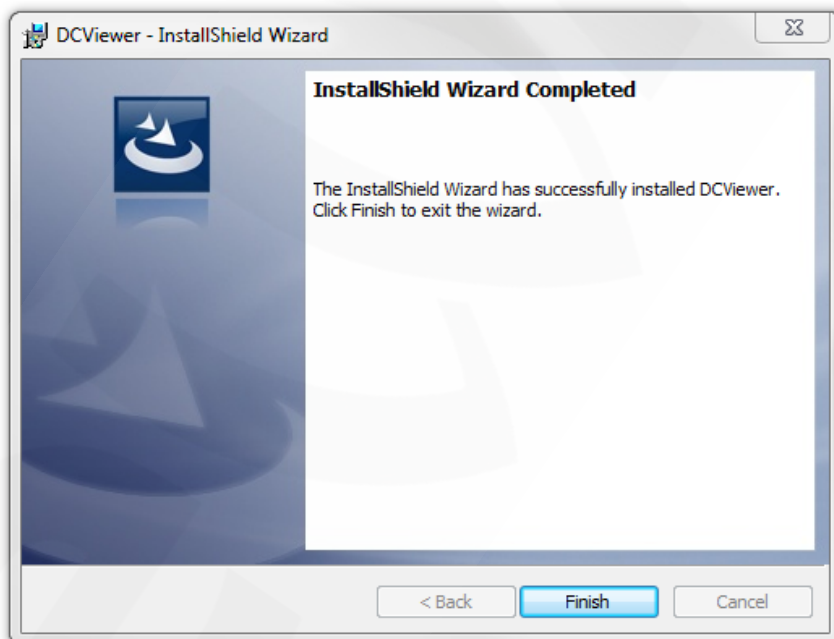 DCViewer - InstallShield Wizard
InstallShield Wizard Completed
The InstallShield Wizard has successfully installed DCViewer.
Click Finish to exit the wizard.
< Back
Finish
Cancel